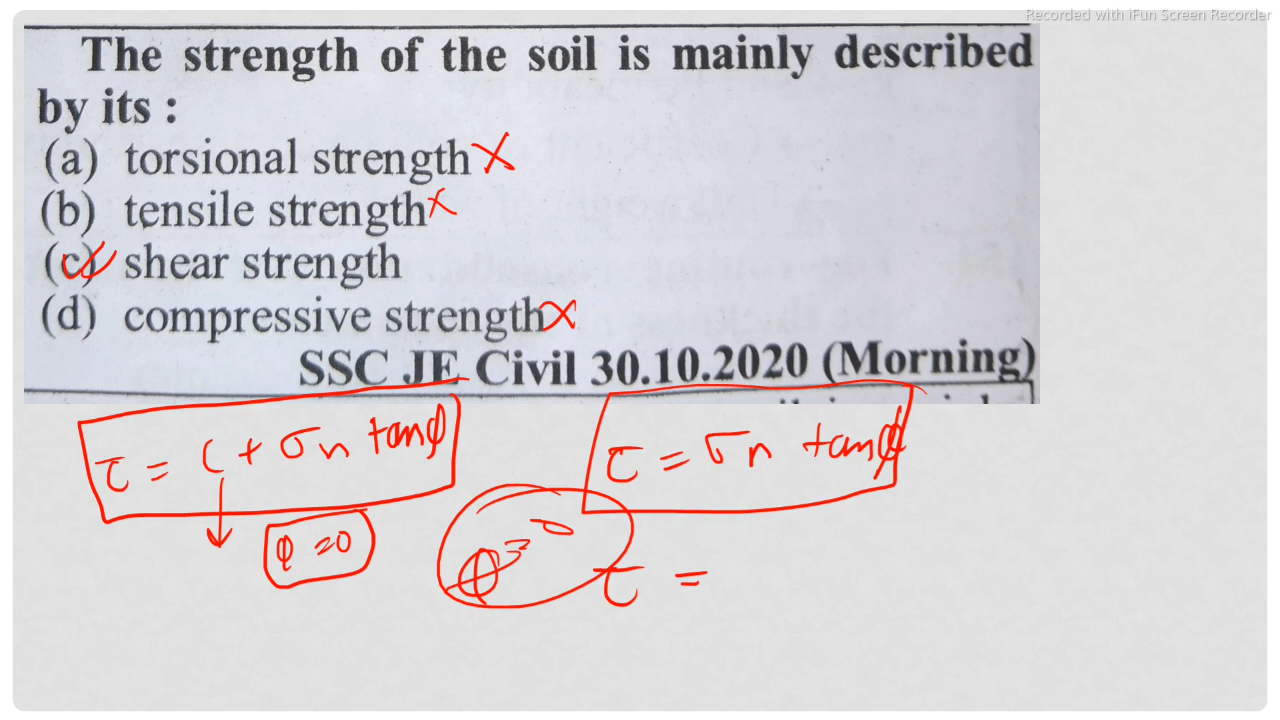 Recorded with iFun Screen Recorder
The strength of the soil is mainly described
by its :
(a) torsional strength
(b) tensile strength
(c) shear strength
(d) compressive strength
SSC JE Civil 30.10.2020 (Morning)
τ = c + σn tanϕ
τ = σn tanϕ
φ = 0
φ = 0
τ =